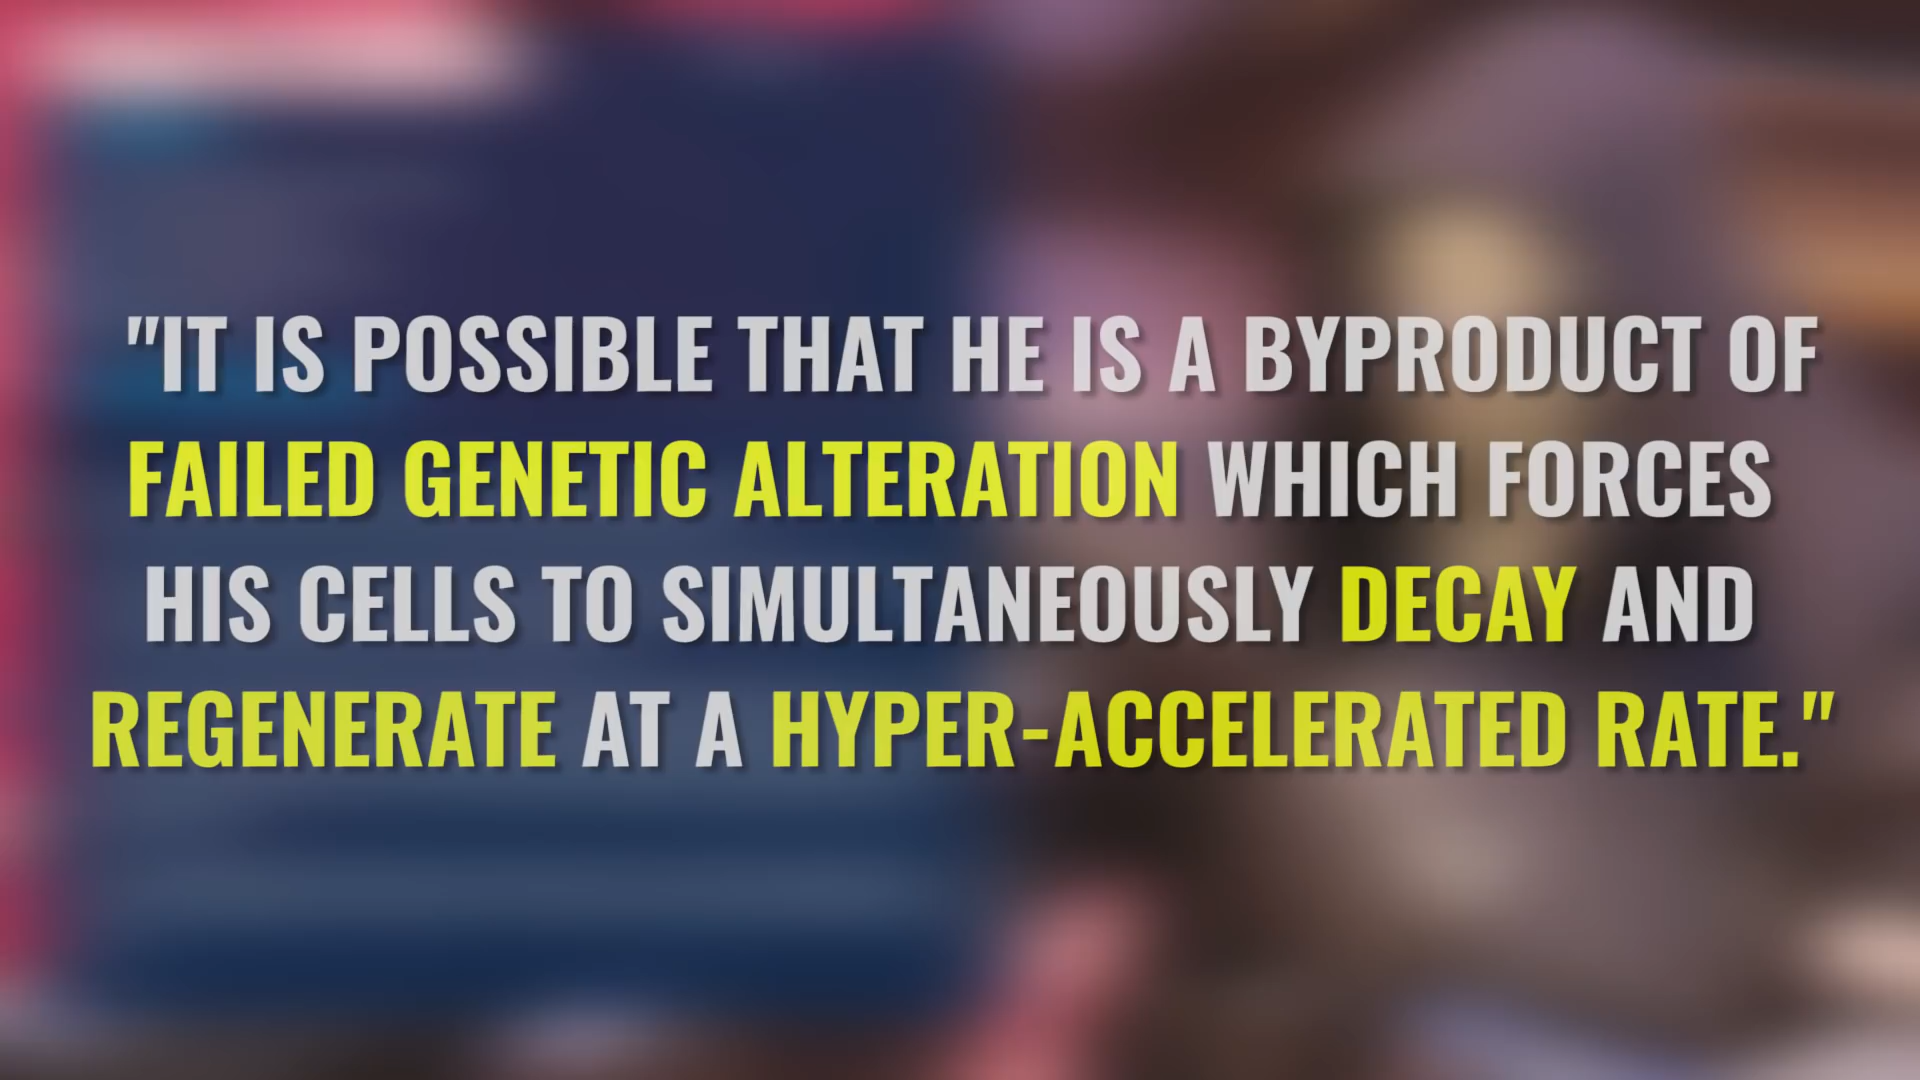 "IT IS POSSIBLE THAT HE IS A BYPRODUCT OF
FAILED GENETIC ALTERATION WHICH FORCES
HIS CELLS TO SIMULTANEOUSLY DECAY AND
REGENERATE AT A HYPER-ACCELERATED RATE."